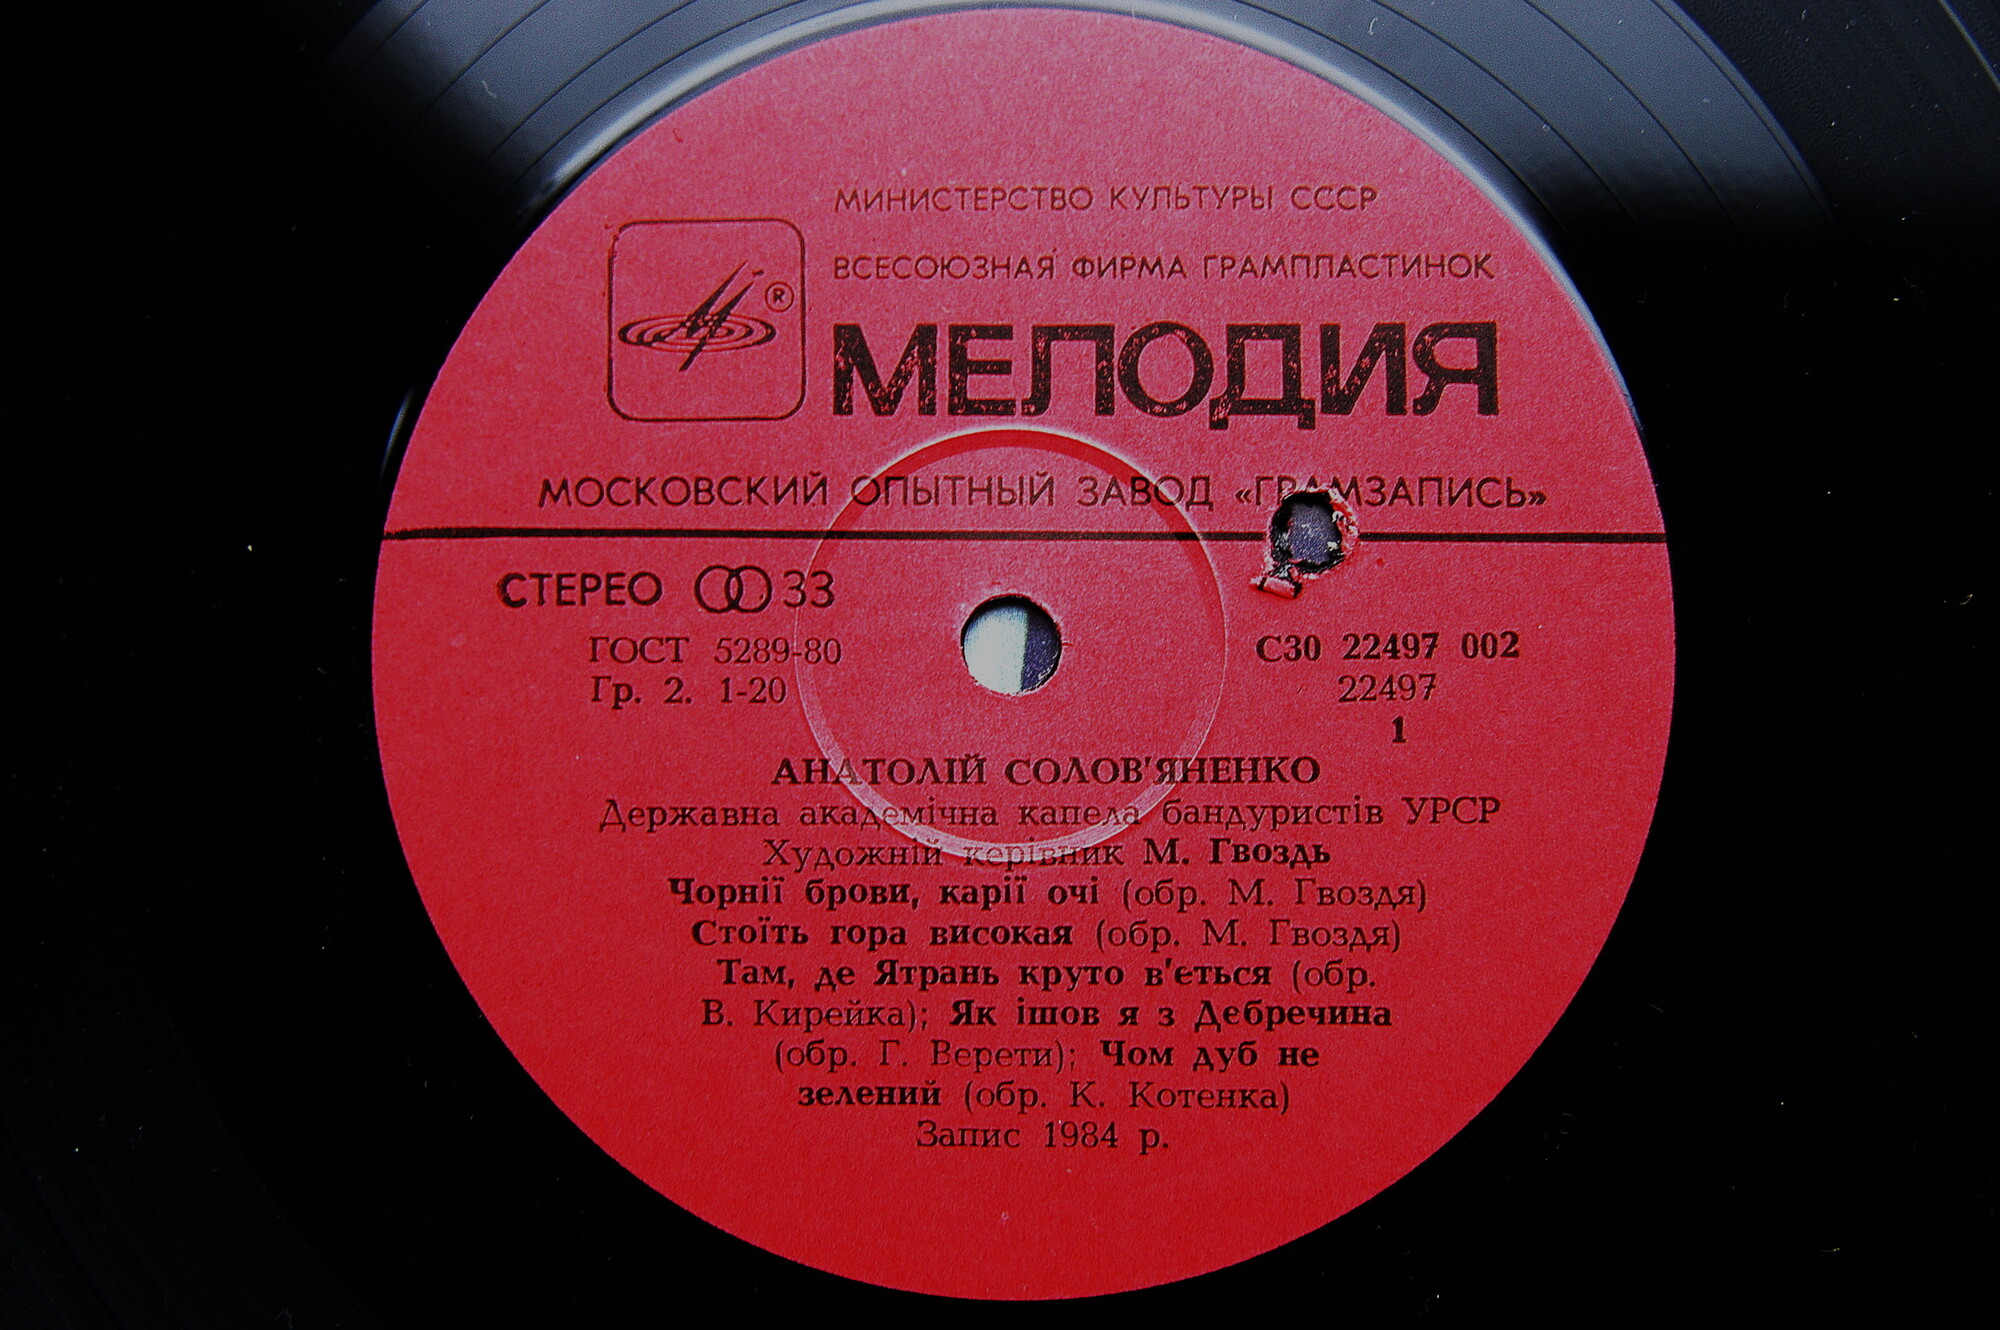 МИНИСТЕРСТВО КУЛЬТУРЫ СССР
ВСЕСОЮЗНАЯ ФИРМА ГРАМПЛАСТИНОК
®
МЕЛОДИЯ
МОСКОВСКИЙ ОПЫТНЫЙ ЗАВОД «ГРАМЗАПИСЬ»
СТЕРЕО 33
ГОСТ 5289-80
Гр. 2. 1-20
С30 22497 002
22497
1
АНАТОЛІЙ СОЛОВ'ЯНЕНКО
Державна академічна капела бандуристів УРСР
Художній керівник М. Гвоздь
Чорнії брови, карії очі (обр. М. Гвоздя)
Стоїть гора високая (обр. М. Гвоздя)
Там, де Ятрань круто в'ється (обр.
В. Кирейка); Як ішов я з Дебречина
(обр. Г. Верети); Чом дуб не
зелений (обр. К. Котенка)
Запис 1984 р.